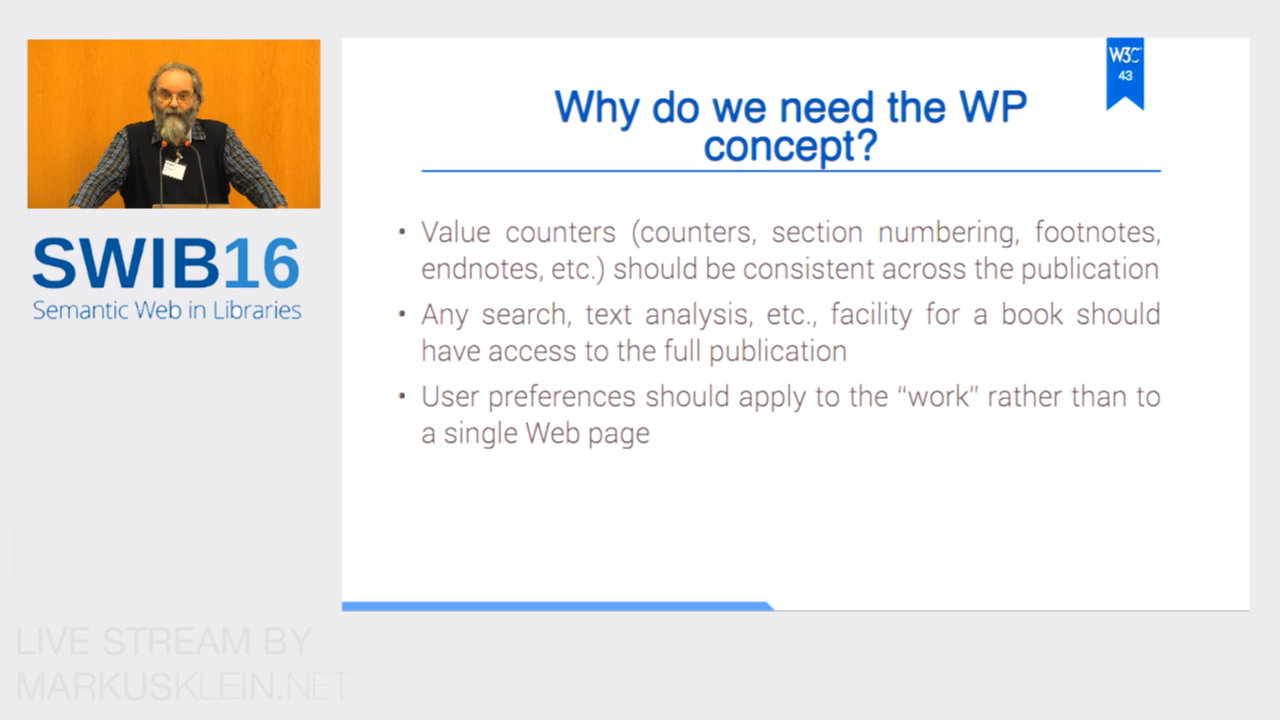 SWIB16
Semantic Web in Libraries
LIVE STREAM BY
MARKUSKLEIN.NET
W3C
43
Why do we need the WP
concept?
• Value counters (counters, section numbering, footnotes,
endnotes, etc.) should be consistent across the publication
• Any search, text analysis, etc., facility for a book should
have access to the full publication
• User preferences should apply to the “work” rather than to
a single Web page